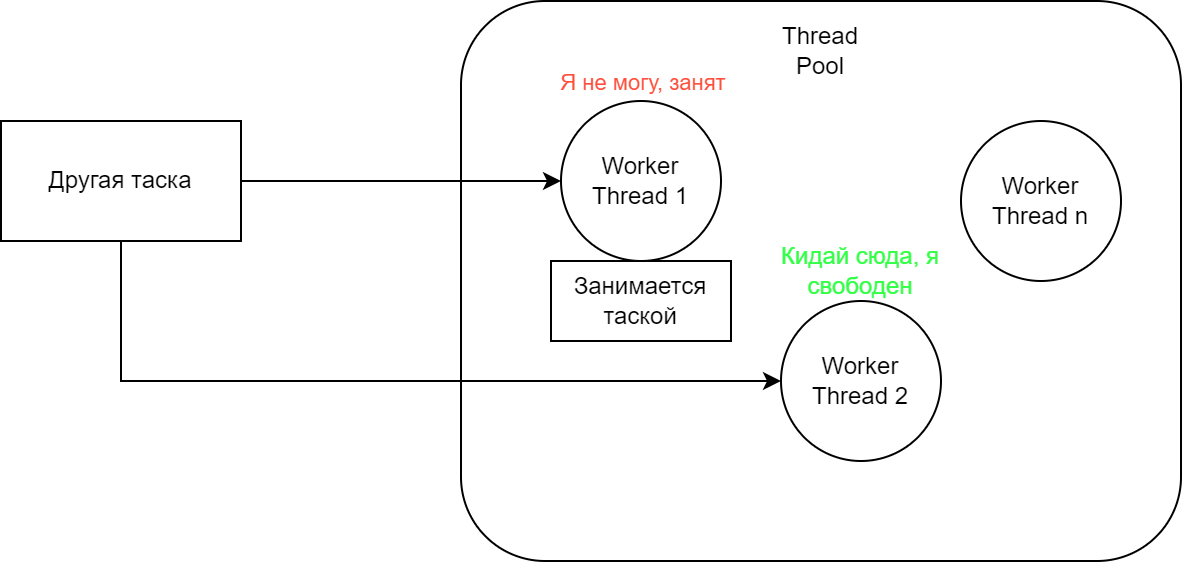 Thread
Pool
Я не могу, занят
Другая таска
Worker
Thread 1
Worker
Thread n
Занимается
таской
Кидай сюда, я
свободен
Worker
Thread 2